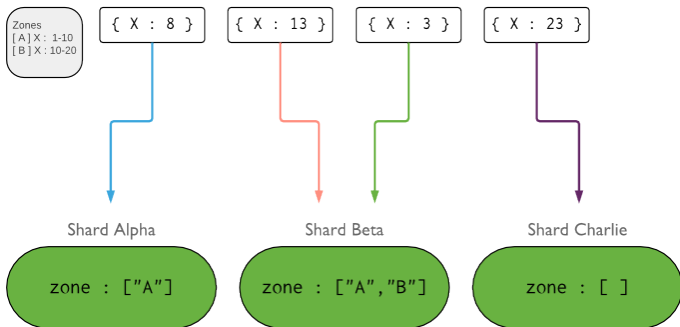 Zones
[ A ] X : 1-10
[ B ] X : 10-20
{ X : 8 }
{ X : 13 }
{ X : 3 }
{ X : 23 }
Shard Alpha
Shard Beta
Shard Charlie
zone : ["A"]
zone : ["A","B"]
zone : [ ]